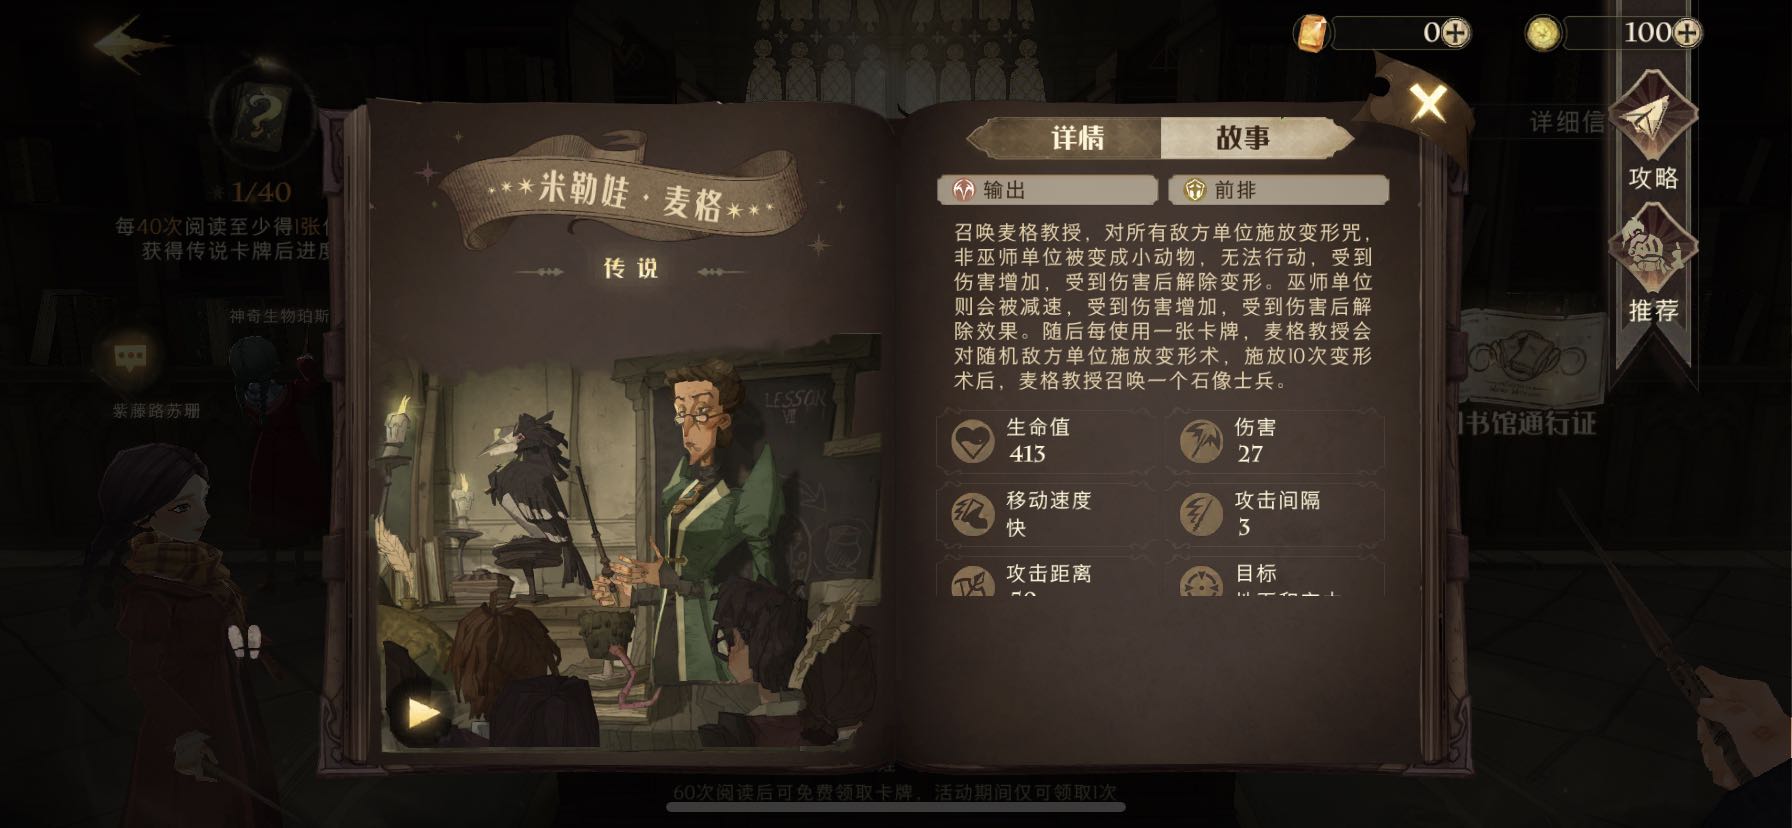 0
100
详细信
攻略
推荐
1/40
每40次阅读至少得1张
获得传说卡牌后进度
神奇生物珀斯
紫藤路苏珊
米勒娃·麦格
传说
LESSON
VII
详情
故事
输出
前排
召唤麦格教授，对所有敌方单位施放变形咒，
非巫师单位被变成小动物，无法行动，受到
伤害增加，受到伤害后解除变形。巫师单位
则会被减速，受到伤害增加，受到伤害后解
除效果。随后每使用一张卡牌，麦格教授会
对随机敌方单位施放变形术，施放10次变形
术后，麦格教授召唤一个石像士兵。
生命值
413
伤害
27
移动速度
快
攻击间隔
3
攻击距离
目标
书馆通行证
60次阅读后可免费领取卡牌，活动期间仅可领取1次